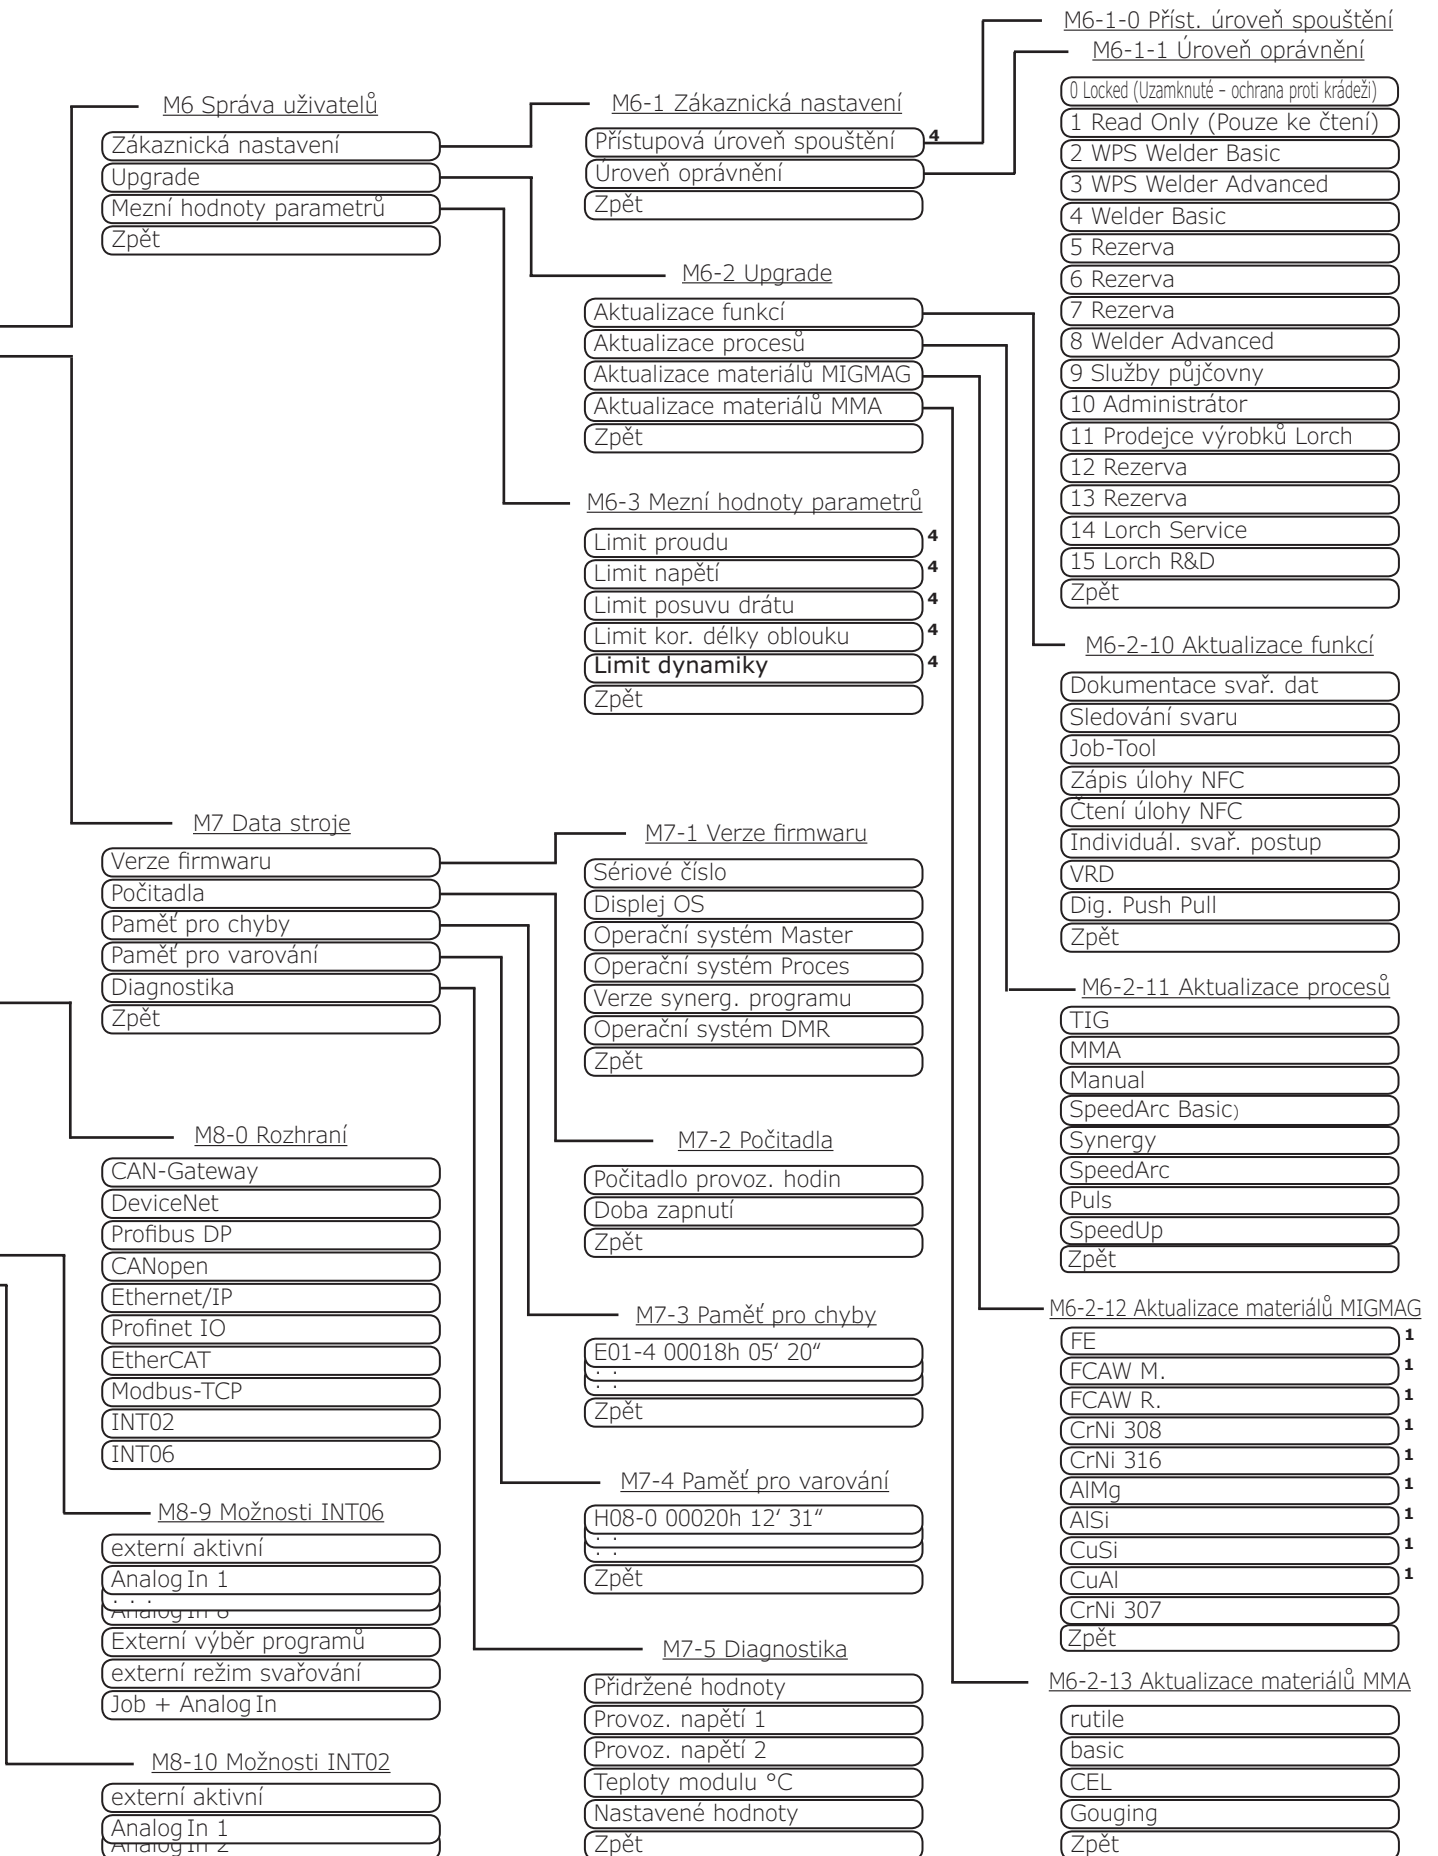 M6 Správa uživatelů
Zákaznická nastavení
Upgrade
Mezní hodnoty parametrů
Zpět
M7 Data stroje
Verze firmwaru
Počitadla
Paměť pro chyby
Paměť pro varování
Diagnostika
Zpět
M8-0 Rozhraní
CAN-Gateway
DeviceNet
Profibus DP
CANopen
Ethernet/IP
Profinet IO
EtherCAT
Modbus-TCP
INT02
INT06
M8-9 Možnosti INT06
externí aktivní
Analog In 1
. . .
Analog In 8
Externí výběr programů
externí režim svařování
Job + Analog In
M8-10 Možnosti INT02
externí aktivní
Analog In 1
Analog In 2
M6-1 Zákaznická nastavení
Přístupová úroveň spouštění 4
Úroveň oprávnění
Zpět
M6-2 Upgrade
Aktualizace funkcí
Aktualizace procesů
Aktualizace materiálů MIGMAG
Aktualizace materiálů MMA
Zpět
M6-3 Mezní hodnoty parametrů
Limit proudu 4
Limit napětí 4
Limit posuvu drátu 4
Limit kor. délky oblouku 4
Limit dynamiky 4
Zpět
M7-1 Verze firmwaru
Sériové číslo
Displej OS
Operační systém Master
Operační systém Proces
Verze synerg. programu
Operační systém DMR
Zpět
M7-2 Počitadla
Počitadlo provoz. hodin
Doba zapnutí
Zpět
M7-3 Paměť pro chyby
E01-4 00018h 05′ 20″
. .
. .
Zpět
M7-4 Paměť pro varování
H08-0 00020h 12′ 31″
. .
. .
Zpět
M7-5 Diagnostika
Přidržené hodnoty
Provoz. napětí 1
Provoz. napětí 2
Teploty modulu °C
Nastavené hodnoty
Zpět
M6-1-0 Příst. úroveň spouštění
M6-1-1 Úroveň oprávnění
0 Locked (Uzamknuté – ochrana proti krádeži)
1 Read Only (Pouze ke čtení)
2 WPS Welder Basic
3 WPS Welder Advanced
4 Welder Basic
5 Rezerva
6 Rezerva
7 Rezerva
8 Welder Advanced
9 Služby půjčovny
10 Administrátor
11 Prodejce výrobků Lorch
12 Rezerva
13 Rezerva
14 Lorch Service
15 Lorch R&D
Zpět
M6-2-10 Aktualizace funkcí
Dokumentace svař. dat
Sledování svaru
Job-Tool
Zápis úlohy NFC
Čtení úlohy NFC
Individuál. svař. postup
VRD
Dig. Push Pull
Zpět
M6-2-11 Aktualizace procesů
TIG
MMA
Manual
SpeedArc Basic)
Synergy
SpeedArc
Puls
SpeedUp
Zpět
M6-2-12 Aktualizace materiálů MIGMAG
FE 1
FCAW M. 1
FCAW R. 1
CrNi 308 1
CrNi 316 1
AlMg 1
AlSi 1
CuSi 1
CuAl 1
CrNi 307
Zpět
M6-2-13 Aktualizace materiálů MMA
rutile
basic
CEL
Gouging
Zpět